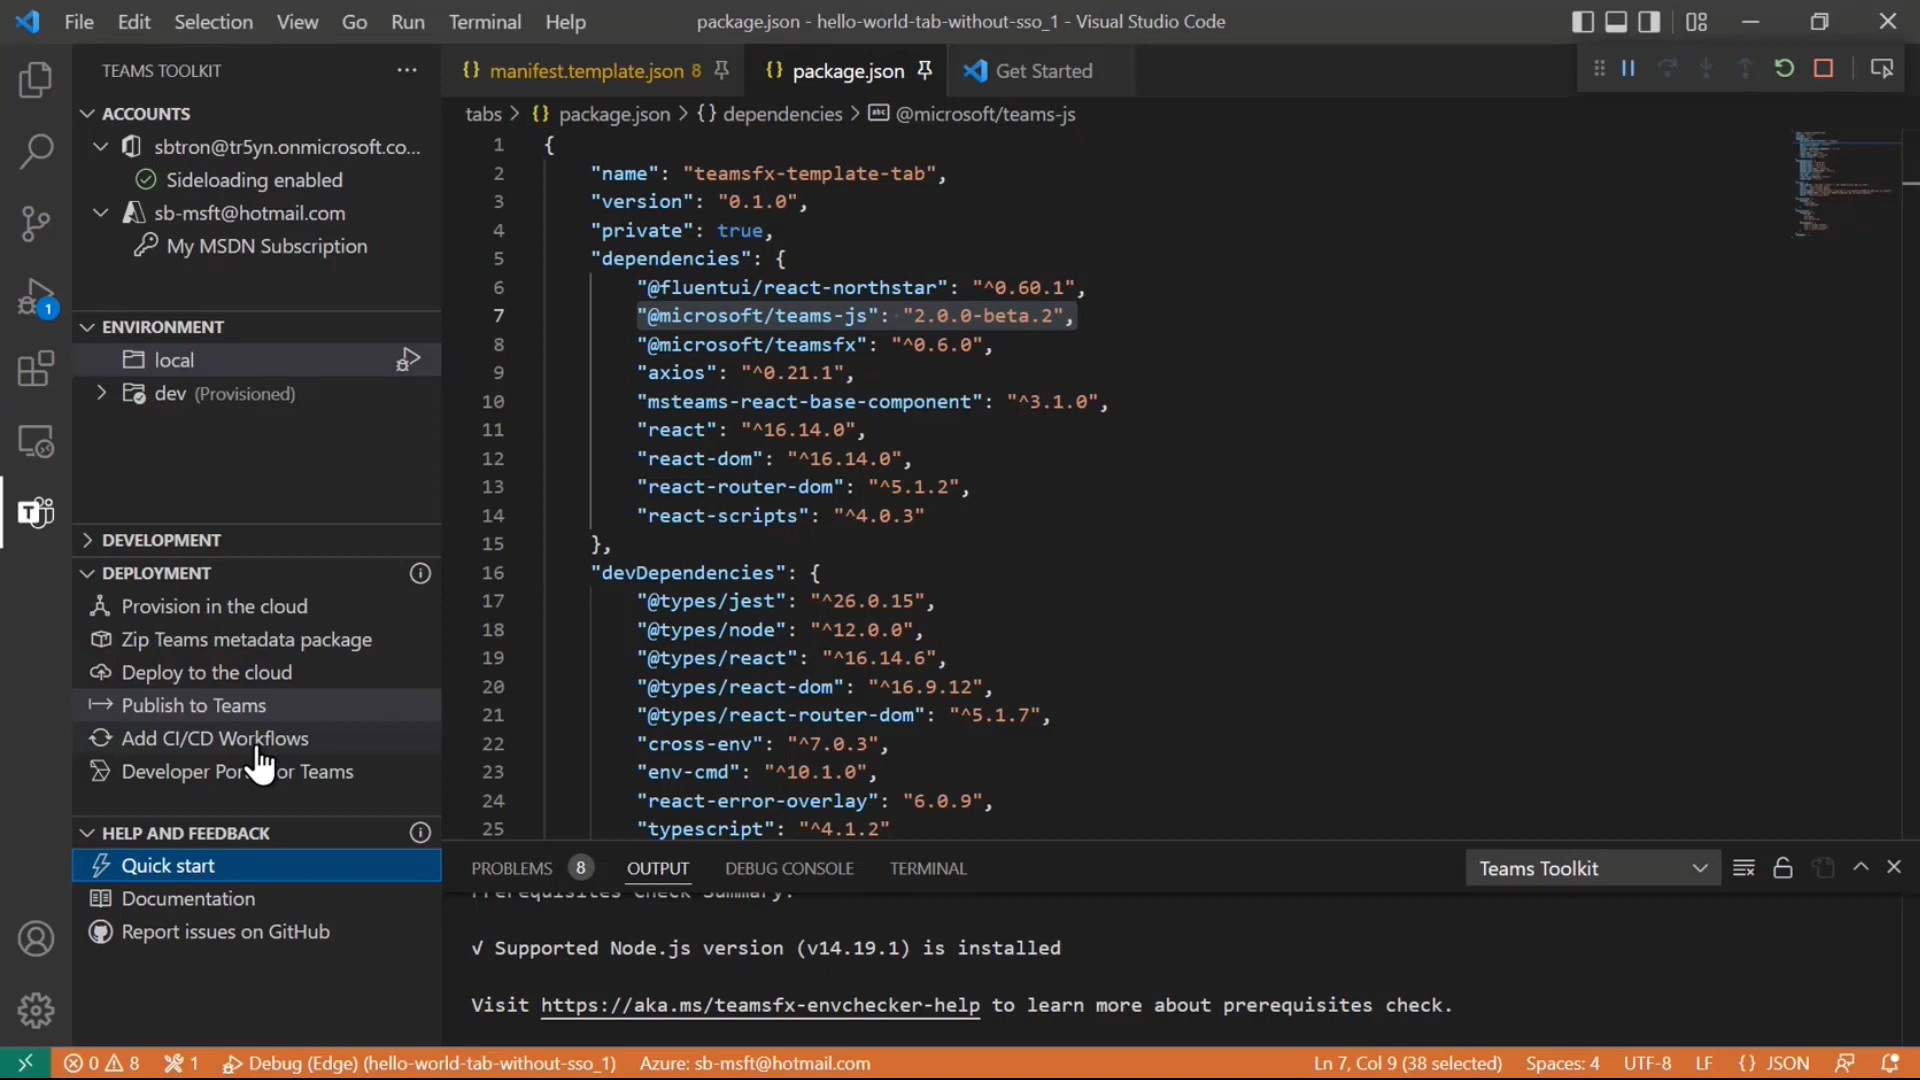 File Edit Selection View Go Run Terminal Help
package.json - hello-world-tab-without-sso_1 - Visual Studio Code
TEAMS TOOLKIT
ACCOUNTS
sbtron@tr5yn.onmicrosoft.co...
Sideloading enabled
sb-msft@hotmail.com
My MSDN Subscription
ENVIRONMENT
local
dev (Provisioned)
DEVELOPMENT
DEPLOYMENT
Provision in the cloud
Zip Teams metadata package
Deploy to the cloud
Publish to Teams
Add CI/CD Workflows
Developer Por or Teams
HELP AND FEEDBACK
Quick start
Documentation
Report issues on GitHub
1
T
{} manifest.template.json 8
{} package.json
Get Started
tabs > {} package.json > {} dependencies > abc @microsoft/teams-js
1 {
2 "name": "teamsfx-template-tab",
3 "version": "0.1.0",
4 "private": true,
5 "dependencies": {
6 "@fluentui/react-northstar": "^0.60.1",
7 "@microsoft/teams-js": "2.0.0-beta.2",
8 "@microsoft/teamsfx": "^0.6.0",
9 "axios": "^0.21.1",
10 "msteams-react-base-component": "^3.1.0",
11 "react": "^16.14.0",
12 "react-dom": "^16.14.0",
13 "react-router-dom": "^5.1.2",
14 "react-scripts": "^4.0.3"
15 },
16 "devDependencies": {
17 "@types/jest": "^26.0.15",
18 "@types/node": "^12.0.0",
19 "@types/react": "^16.14.6",
20 "@types/react-dom": "^16.9.12",
21 "@types/react-router-dom": "^5.1.7",
22 "cross-env": "^7.0.3",
23 "env-cmd": "^10.1.0",
24 "react-error-overlay": "6.0.9",
25 "typescript": "^4.1.2"
PROBLEMS 8 OUTPUT DEBUG CONSOLE TERMINAL
Teams Toolkit
Prerequisites Check Summary:
√ Supported Node.js version (v14.19.1) is installed
Visit https://aka.ms/teamsfx-envchecker-help to learn more about prerequisites check.
0 8 1 Debug (Edge) (hello-world-tab-without-sso_1) Azure: sb-msft@hotmail.com
Ln 7, Col 9 (38 selected) Spaces: 4 UTF-8 LF {} JSON